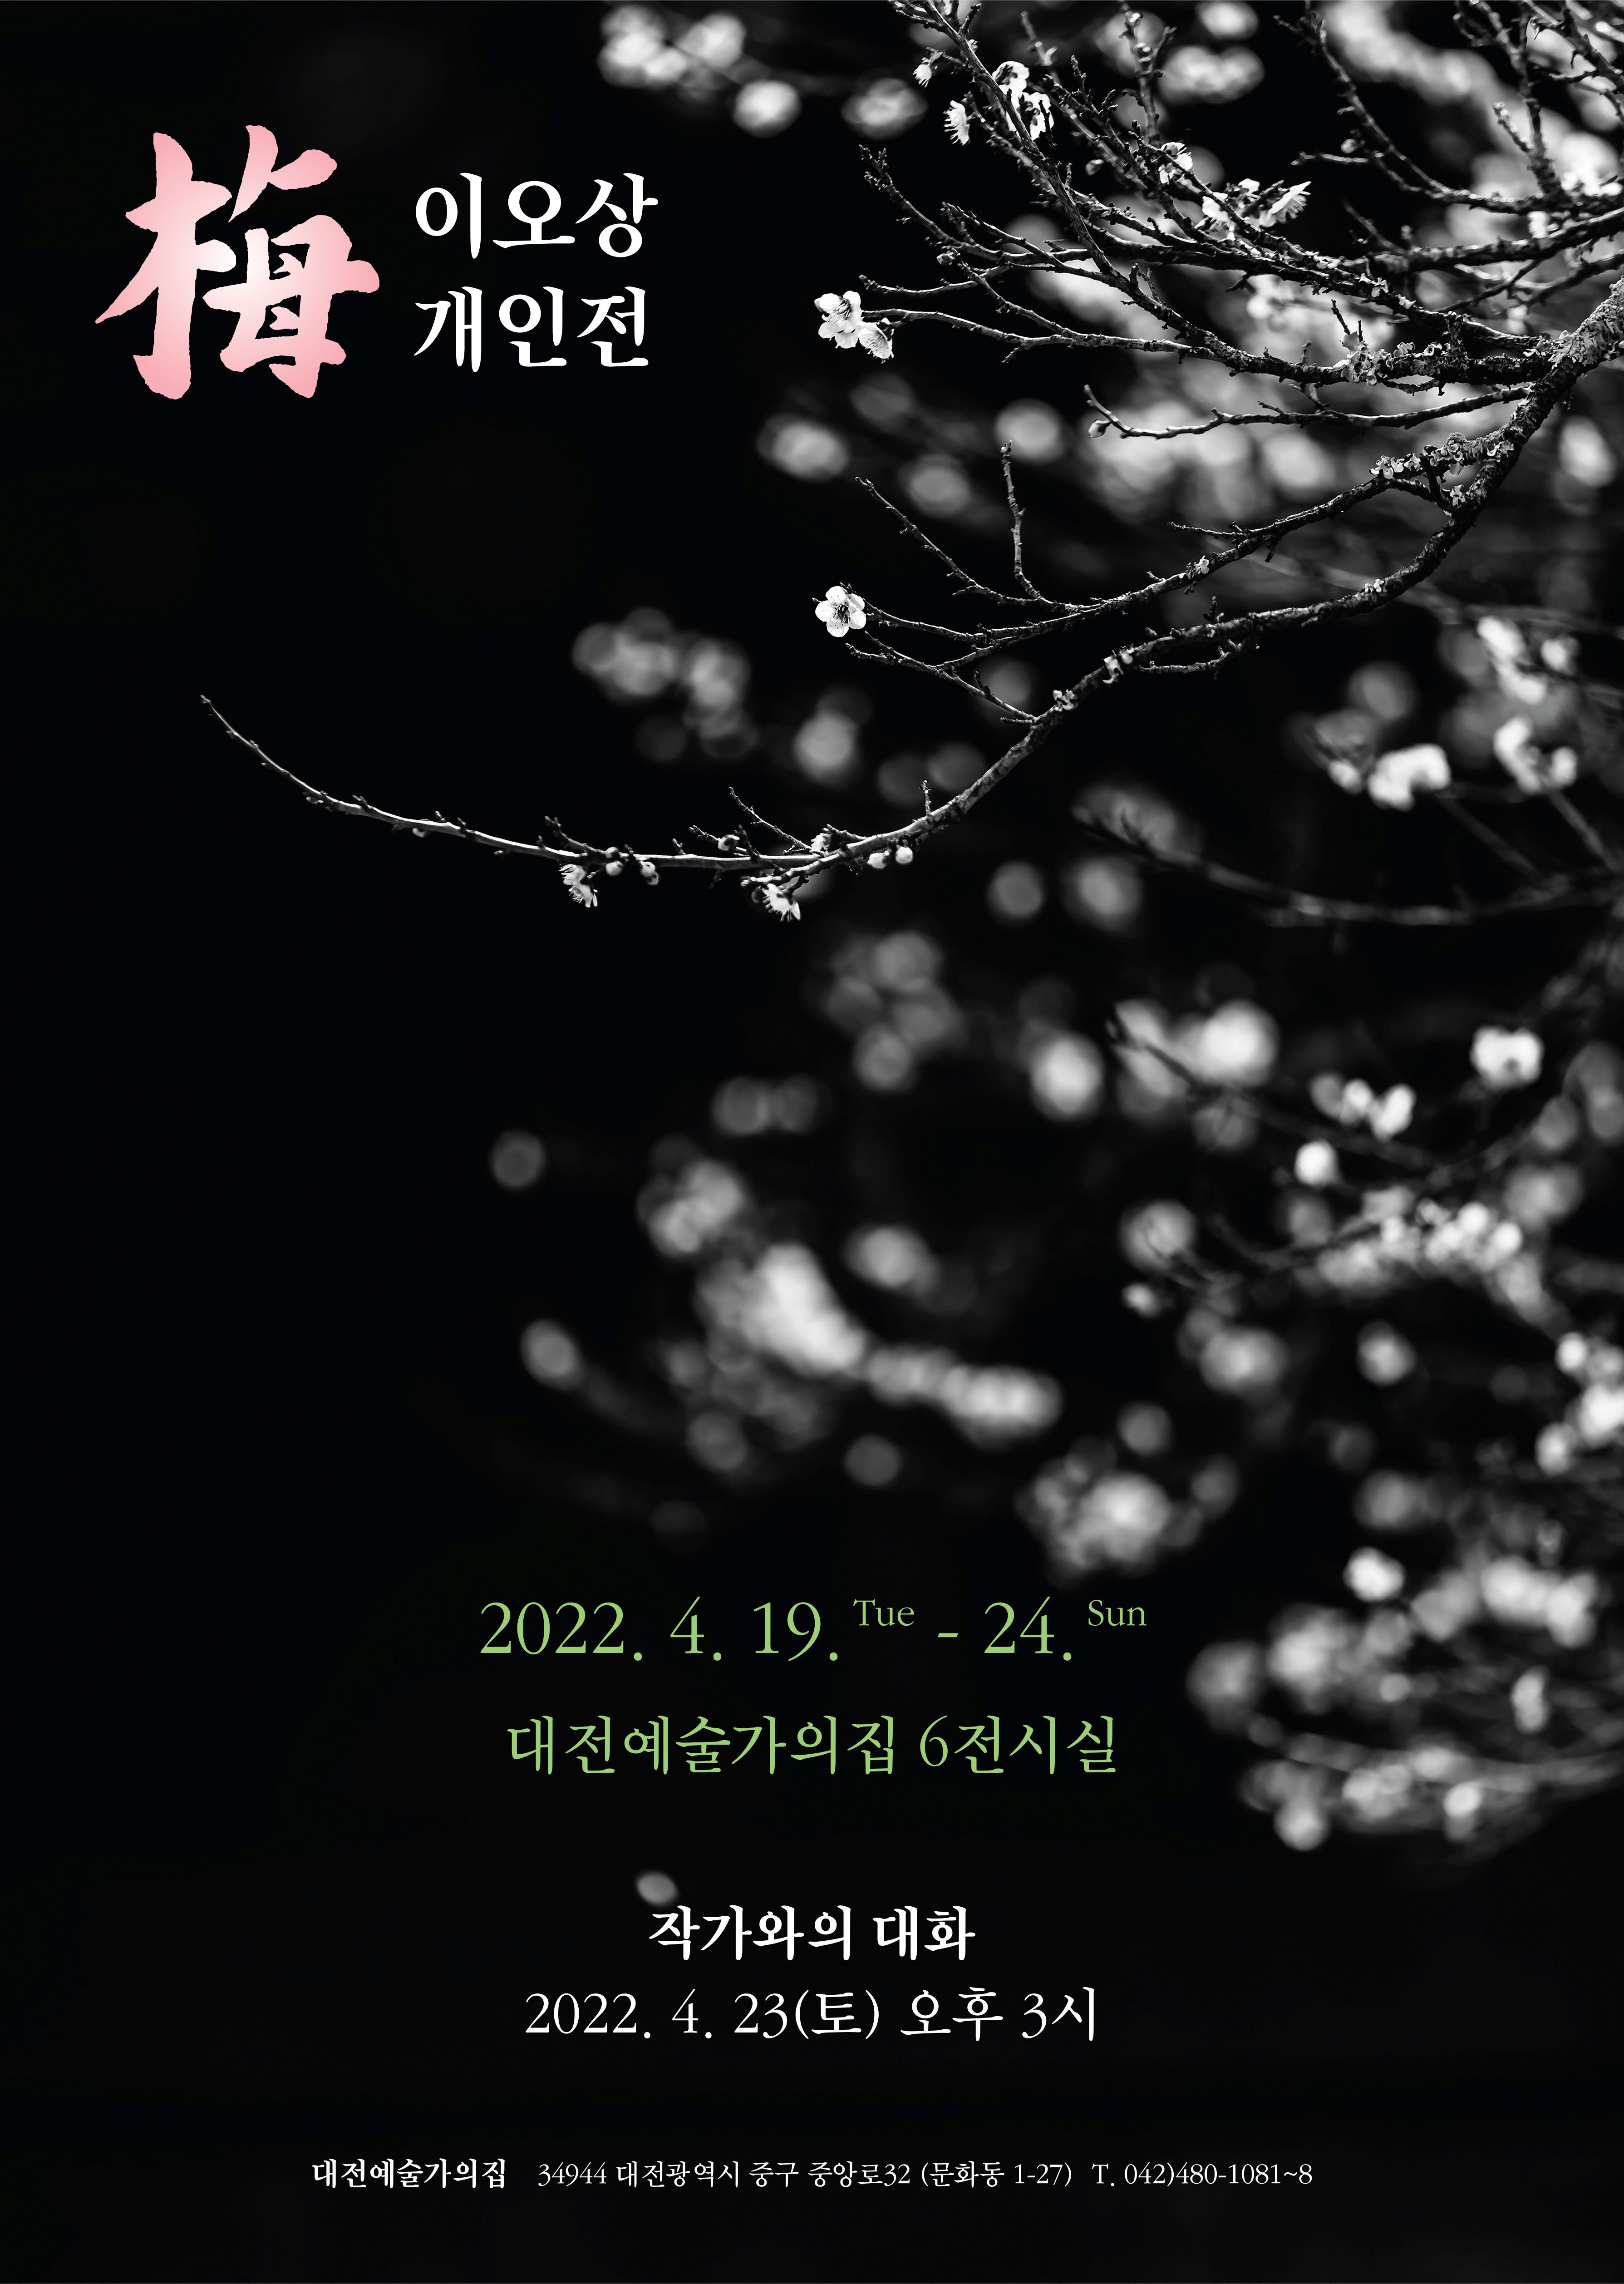 梅
이오상
개인전
2022. 4. 19. Tue - 24. Sun
대전예술가의집 6전시실
작가와의 대화
2022. 4. 23(토) 오후 3시
대전예술가의집 34944 대전광역시 중구 중앙로32 (문화동 1-27) T. 042)480-1081~8